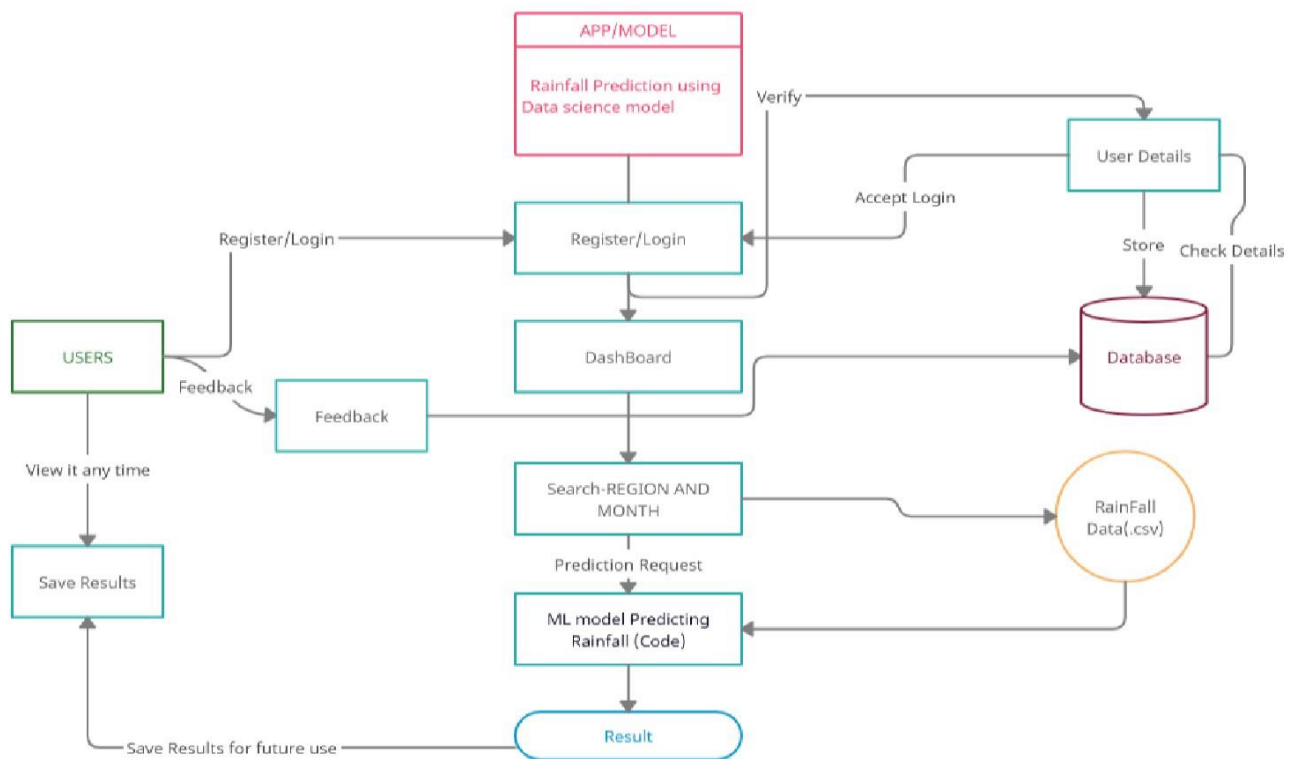 APP/MODEL
Rainfall Prediction using
Data science model
Verify
User Details
Accept Login
Register/Login
Register/Login
Store
Check Details
USERS
DashBoard
Database
Feedback
Feedback
View it any time
Search-REGION AND
MONTH
RainFall
Data(.csv)
Prediction Request
Save Results
ML model Predicting
Rainfall (Code)
Result
Save Results for future use